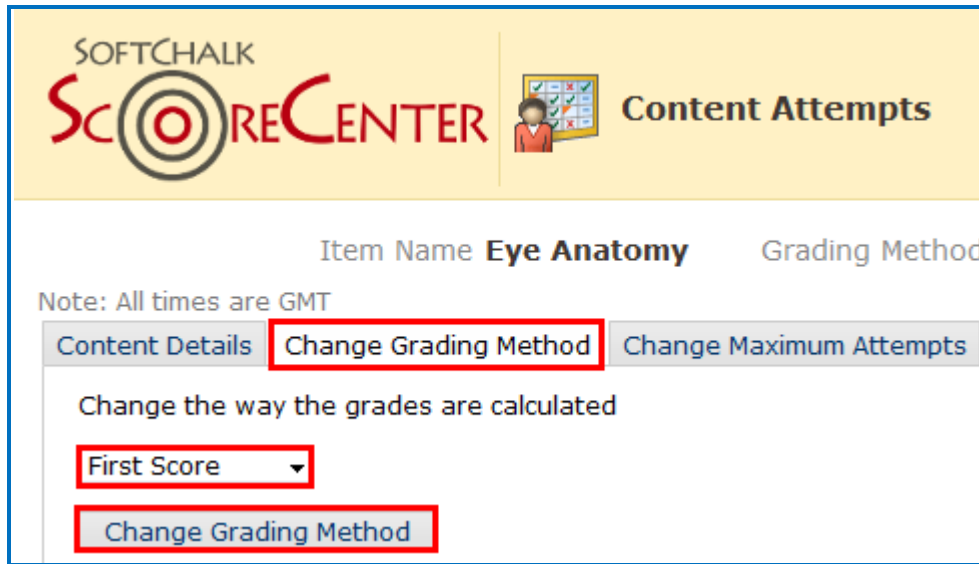 SOFTCHALK
SCORECENTER
Content Attempts
Item Name Eye Anatomy Grading Method
Note: All times are GMT
Content Details Change Grading Method Change Maximum Attempts
Change the way the grades are calculated
First Score
Change Grading Method